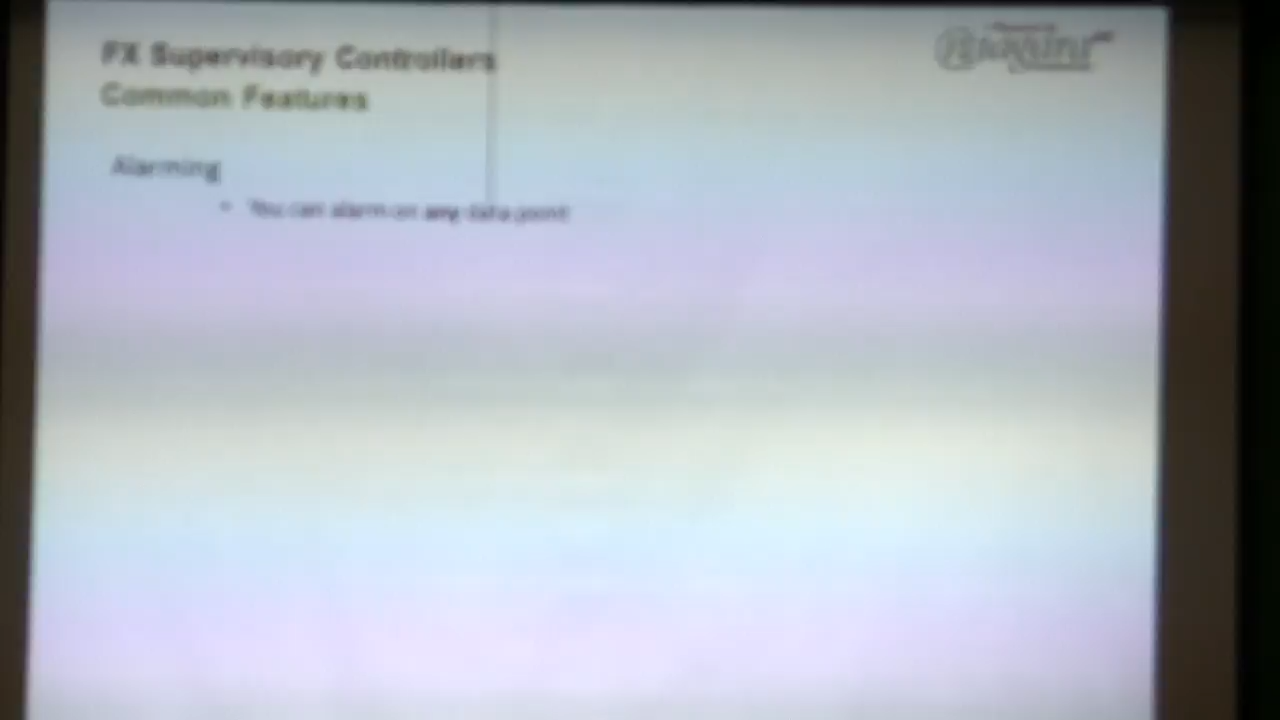 FX Supervisory Controllers
Common Features
Alarming
• You can alarm on any data point